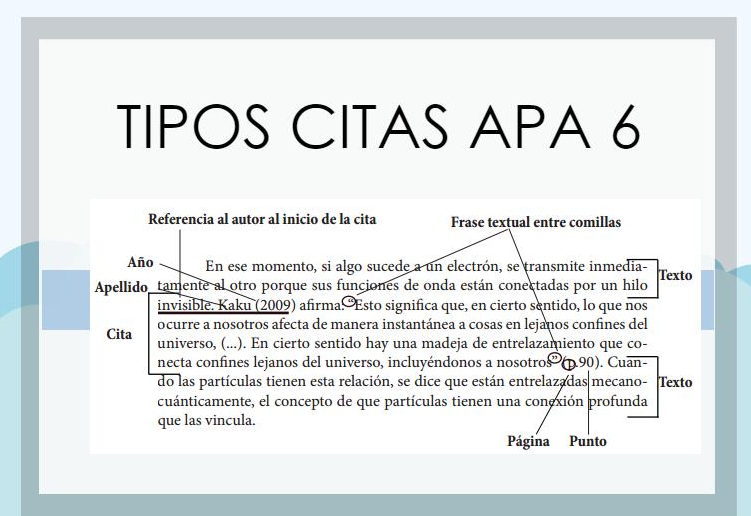 TIPOS CITAS APA 6
Referencia al autor al inicio de la cita
Frase textual entre comillas
Año
Apellido
Cita
En ese momento, si algo sucede a un electrón, se transmite inmedia-
tamente al otro porque sus funciones de onda están conectadas por un hilo
invisible. Kaku (2009) afirma: “Esto significa que, en cierto sentido, lo que nos
ocurre a nosotros afecta de manera instantánea a cosas en lejanos confines del
universo, (...). En cierto sentido hay una madeja de entrelazamiento que co-
necta confines lejanos del universo, incluyéndonos a nosotros” (p.90). Cuan-
do las partículas tienen esta relación, se dice que están entrelazadas mecano-
cuánticamente, el concepto de que partículas tienen una conexión profunda
que las vincula.
Texto
Texto
Página
Punto